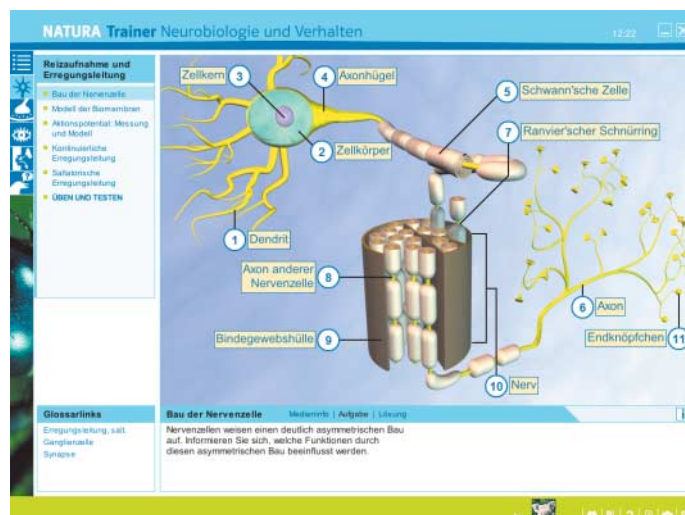 NATURA Trainer Neurobiologie und Verhalten
12:22
Reizaufnahme und
Erregungsleitung
Bau der Nervenzelle
Modell der Biomembran
Aktionspotential: Messung
und Modell
Kontinuierliche
Erregungsleitung
Saltatorische
Erregungsleitung
ÜBEN UND TESTEN
Zellkern 3
4 Axonhügel
5 Schwann'sche Zelle
7 Ranvier'scher Schnürring
2 Zellkörper
1 Dendrit
Axon anderer
Nervenzelle 8
6 Axon
Bindegewebshülle 9
Endknöpfchen 11
10 Nerv
Glossarlinks
Erregungsleitung, salt.
Ganglienzelle
Synapse
Bau der Nervenzelle Medieninfo | Aufgabe | Lösung
Nervenzellen weisen einen deutlich asymmetrischen Bau
auf. Informieren Sie sich, welche Funktionen durch
diesen asymmetrischen Bau beeinflusst werden.